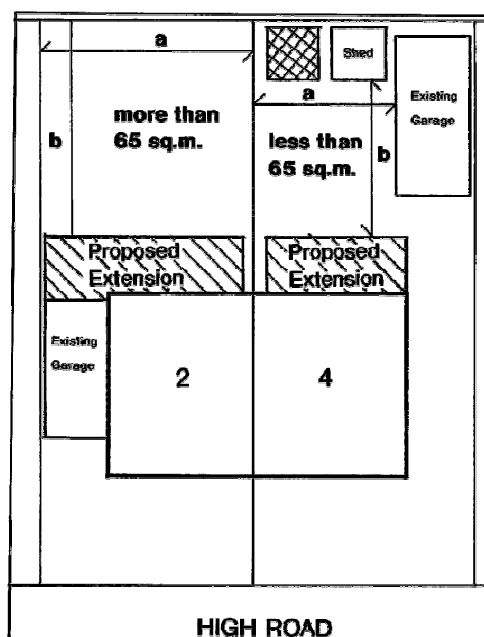 a
Shed
Existing
Garage
a
more than
65 sq.m.
b
less than
65 sq.m.
b
Proposed
Extension
Proposed
Extension
Existing
Garage
2
4
HIGH ROAD